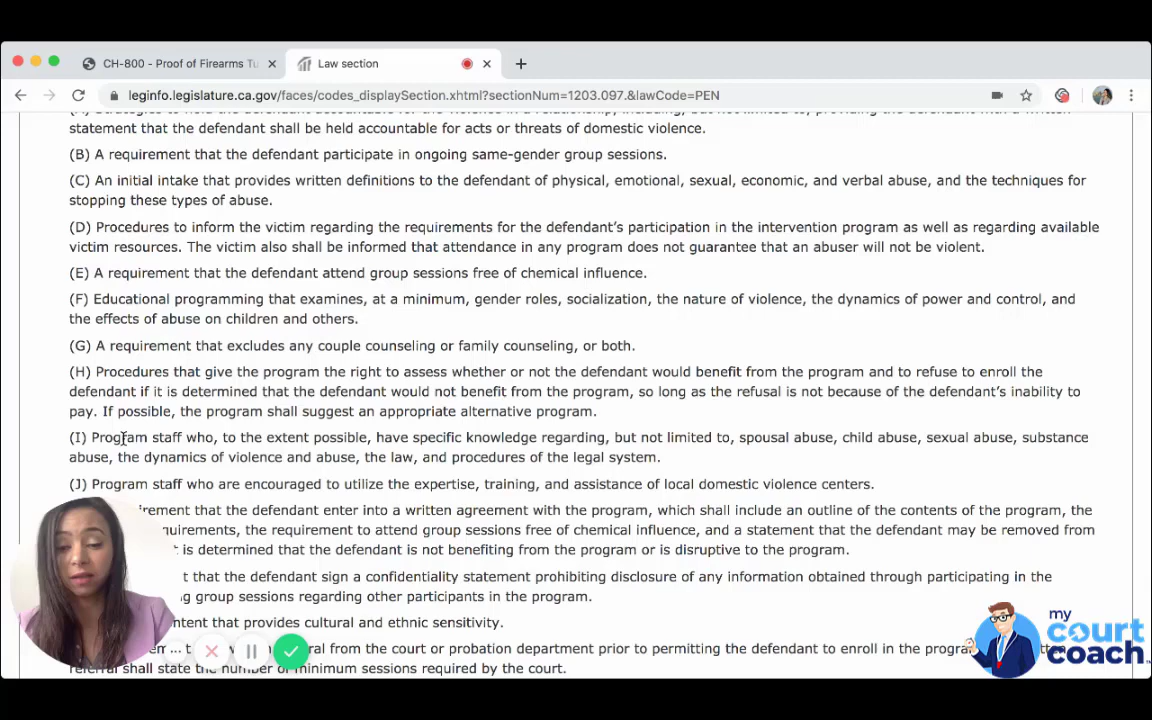 CH-800 - Proof of Firearms Tu
Law section
leginfo.legislature.ca.gov/faces/codes_displaySection.xhtml?sectionNum=1203.097.&lawCode=PEN
statement that the defendant shall be held accountable for acts or threats of domestic violence.
(B) A requirement that the defendant participate in ongoing same-gender group sessions.
(C) An initial intake that provides written definitions to the defendant of physical, emotional, sexual, economic, and verbal abuse, and the techniques for
stopping these types of abuse.
(D) Procedures to inform the victim regarding the requirements for the defendant’s participation in the intervention program as well as regarding available
victim resources. The victim also shall be informed that attendance in any program does not guarantee that an abuser will not be violent.
(E) A requirement that the defendant attend group sessions free of chemical influence.
(F) Educational programming that examines, at a minimum, gender roles, socialization, the nature of violence, the dynamics of power and control, and
the effects of abuse on children and others.
(G) A requirement that excludes any couple counseling or family counseling, or both.
(H) Procedures that give the program the right to assess whether or not the defendant would benefit from the program and to refuse to enroll the
defendant if it is determined that the defendant would not benefit from the program, so long as the refusal is not because of the defendant’s inability to
pay. If possible, the program shall suggest an appropriate alternative program.
(I) Program staff who, to the extent possible, have specific knowledge regarding, but not limited to, spousal abuse, child abuse, sexual abuse, substance
abuse, the dynamics of violence and abuse, the law, and procedures of the legal system.
(J) Program staff who are encouraged to utilize the expertise, training, and assistance of local domestic violence centers.
that the defendant enter into a written agreement with the program, which shall include an outline of the contents of the program, the
the requirement to attend group sessions free of chemical influence, and a statement that the defendant may be removed from
is determined that the defendant is not benefiting from the program or is disruptive to the program.
that the defendant sign a confidentiality statement prohibiting disclosure of any information obtained through participating in the
group sessions regarding other participants in the program.
that provides cultural and ethnic sensitivity.
from the court or probation department prior to permitting the defendant to enroll in the
referral shall state the number of minimum sessions required by the court.
my
court
coach